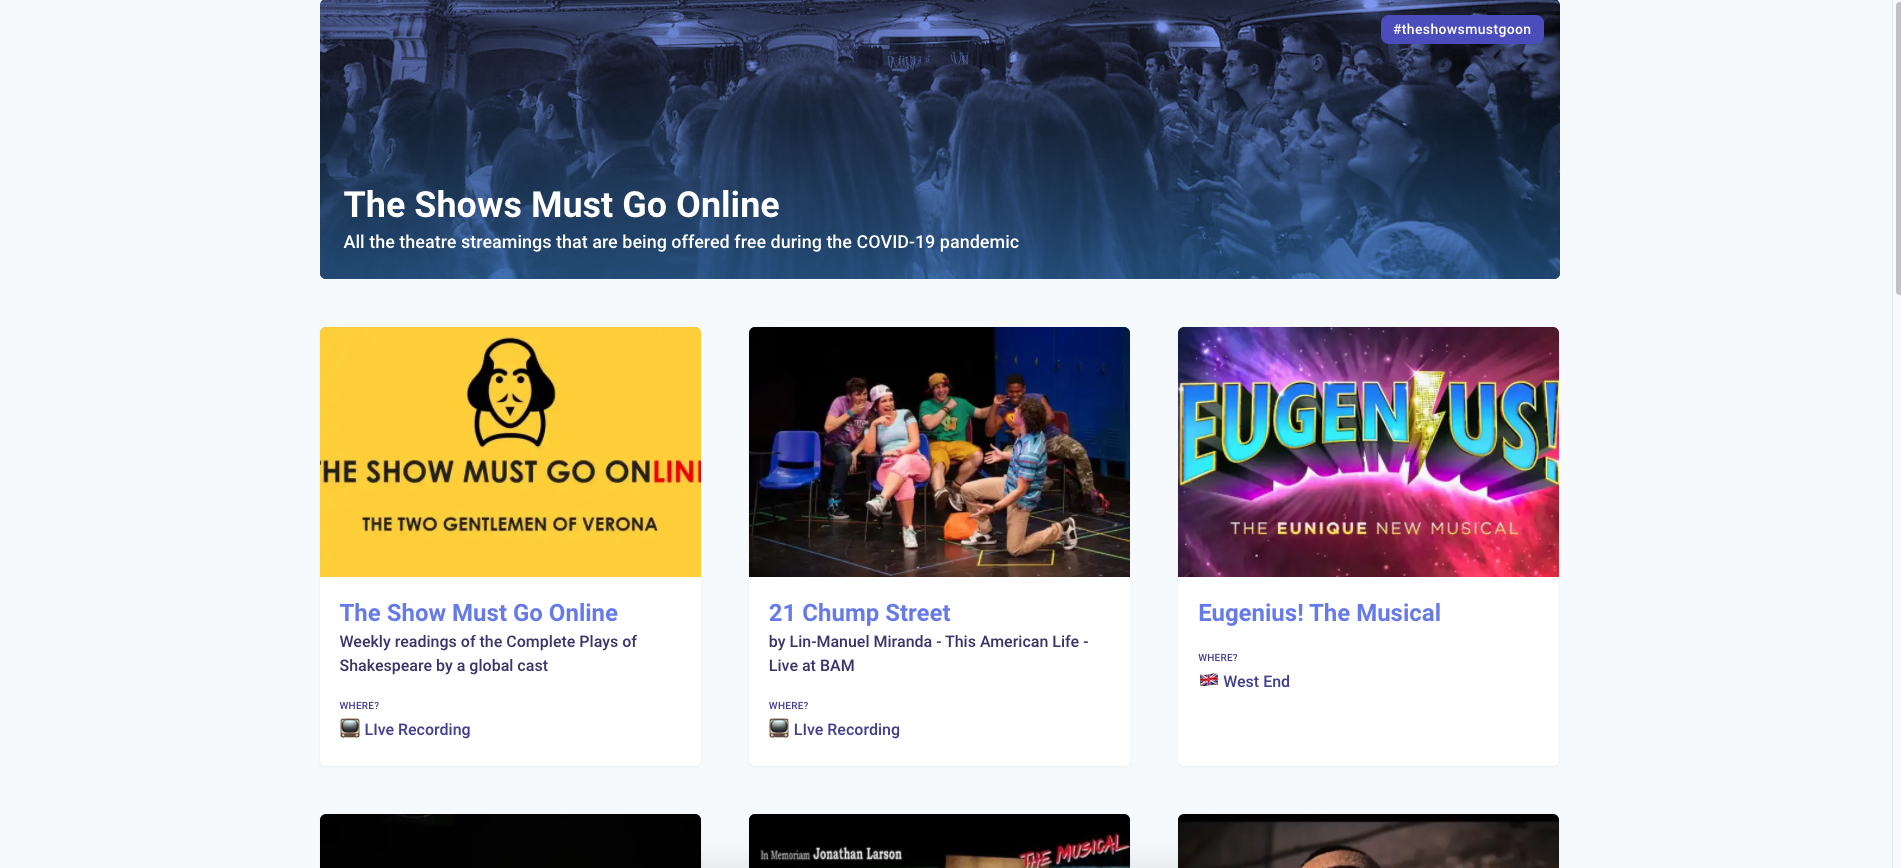 #theshowsmustgoon
The Shows Must Go Online
All the theatre streamings that are being offered free during the COVID-19 pandemic
HE SHOW MUST GO ONLIN
THE TWO GENTLEMEN OF VERONA
EUGENIUS!
THE EUNIQUE NEW MUSICAL
The Show Must Go Online
Weekly readings of the Complete Plays of
Shakespeare by a global cast
WHERE?
LIve Recording
21 Chump Street
by Lin-Manuel Miranda - This American Life -
Live at BAM
WHERE?
LIve Recording
Eugenius! The Musical
WHERE?
West End
In Memoriam Jonathan Larson
THE MUSICAL